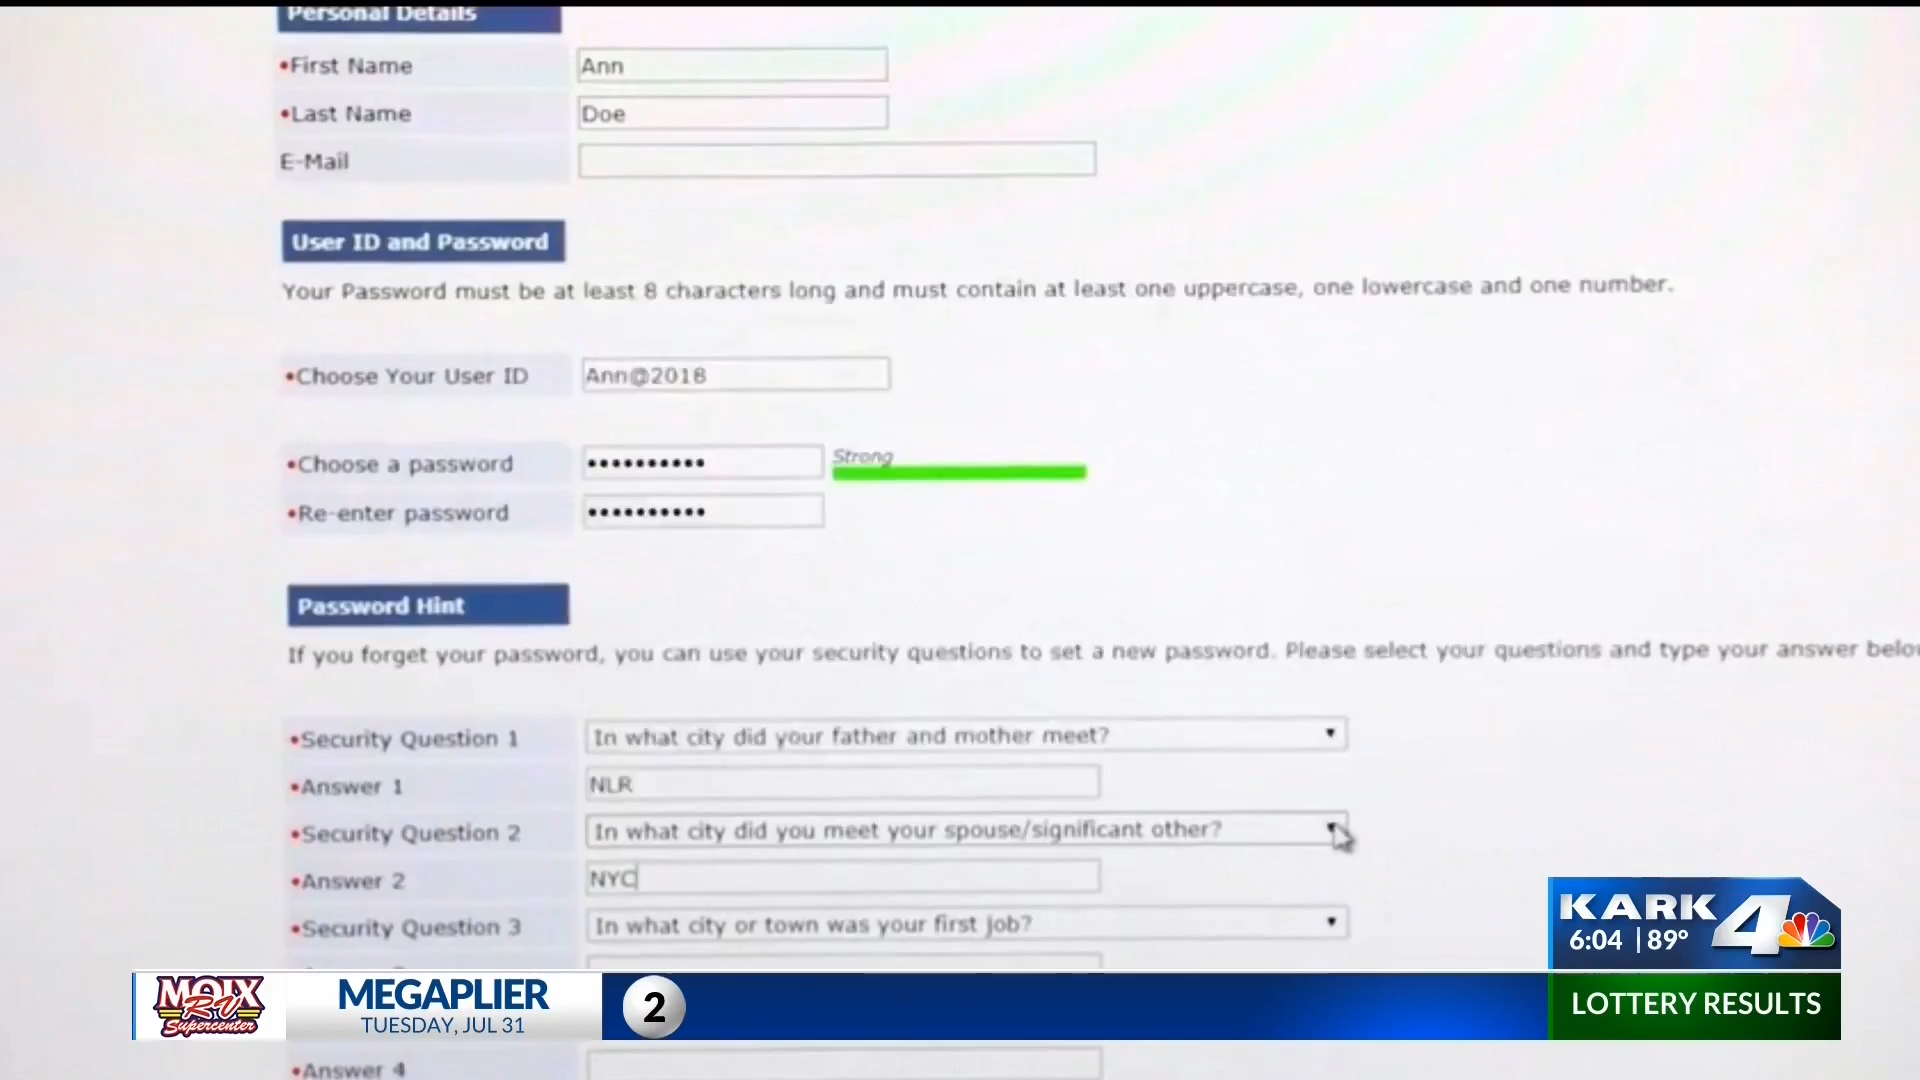 Personal Details
•First Name Ann
•Last Name Doe
E-Mail
User ID and Password
Your Password must be at least 8 characters long and must contain at least one uppercase, one lowercase and one number.
•Choose Your User ID Ann@2018
•Choose a password •••••••••• Strong
•Re-enter password ••••••••••
Password Hint
If you forget your password, you can use your security questions to set a new password. Please select your questions and type your answer
•Security Question 1 In what city did your father and mother meet?
•Answer 1 NLR
•Security Question 2 In what city did you meet your spouse/significant other?
•Answer 2 NYC
•Security Question 3 In what city or town was your first job?
•Answer 4
KARK 4
6:04 | 89°
MOIX
RV
Supercenter
MEGAPLIER
TUESDAY, JUL 31
2
LOTTERY RESULTS